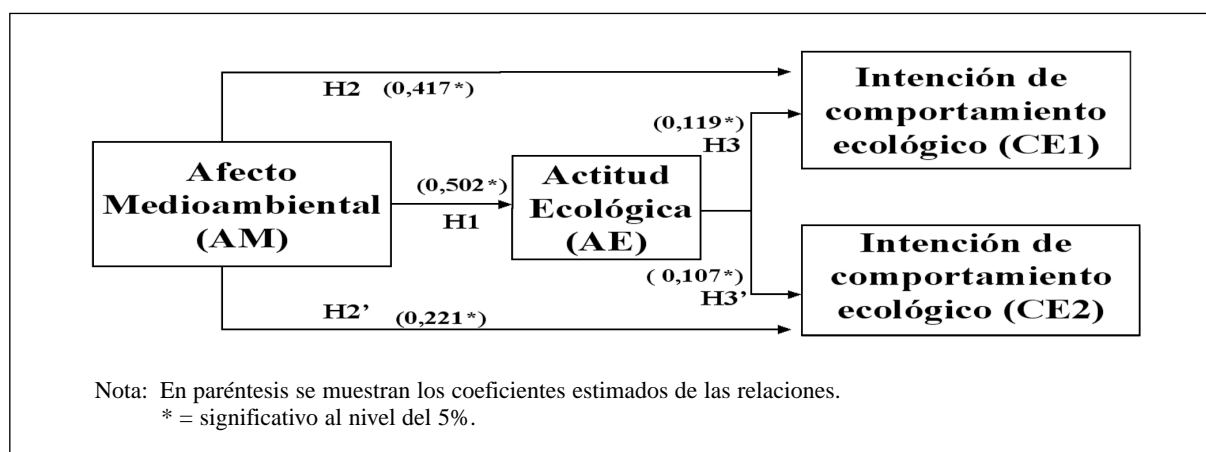 H2 (0,417*)
Intención de
comportamiento
ecológico (CE1)
(0,119*)
H3
Afecto
Medioambiental
(AM)
(0,502*)
H1
Actitud
Ecológica
(AE)
( 0,107*)
H3’
Intención de
comportamiento
ecológico (CE2)
H2’ (0,221*)
Nota: En paréntesis se muestran los coeficientes estimados de las relaciones.
* = significativo al nivel del 5%.